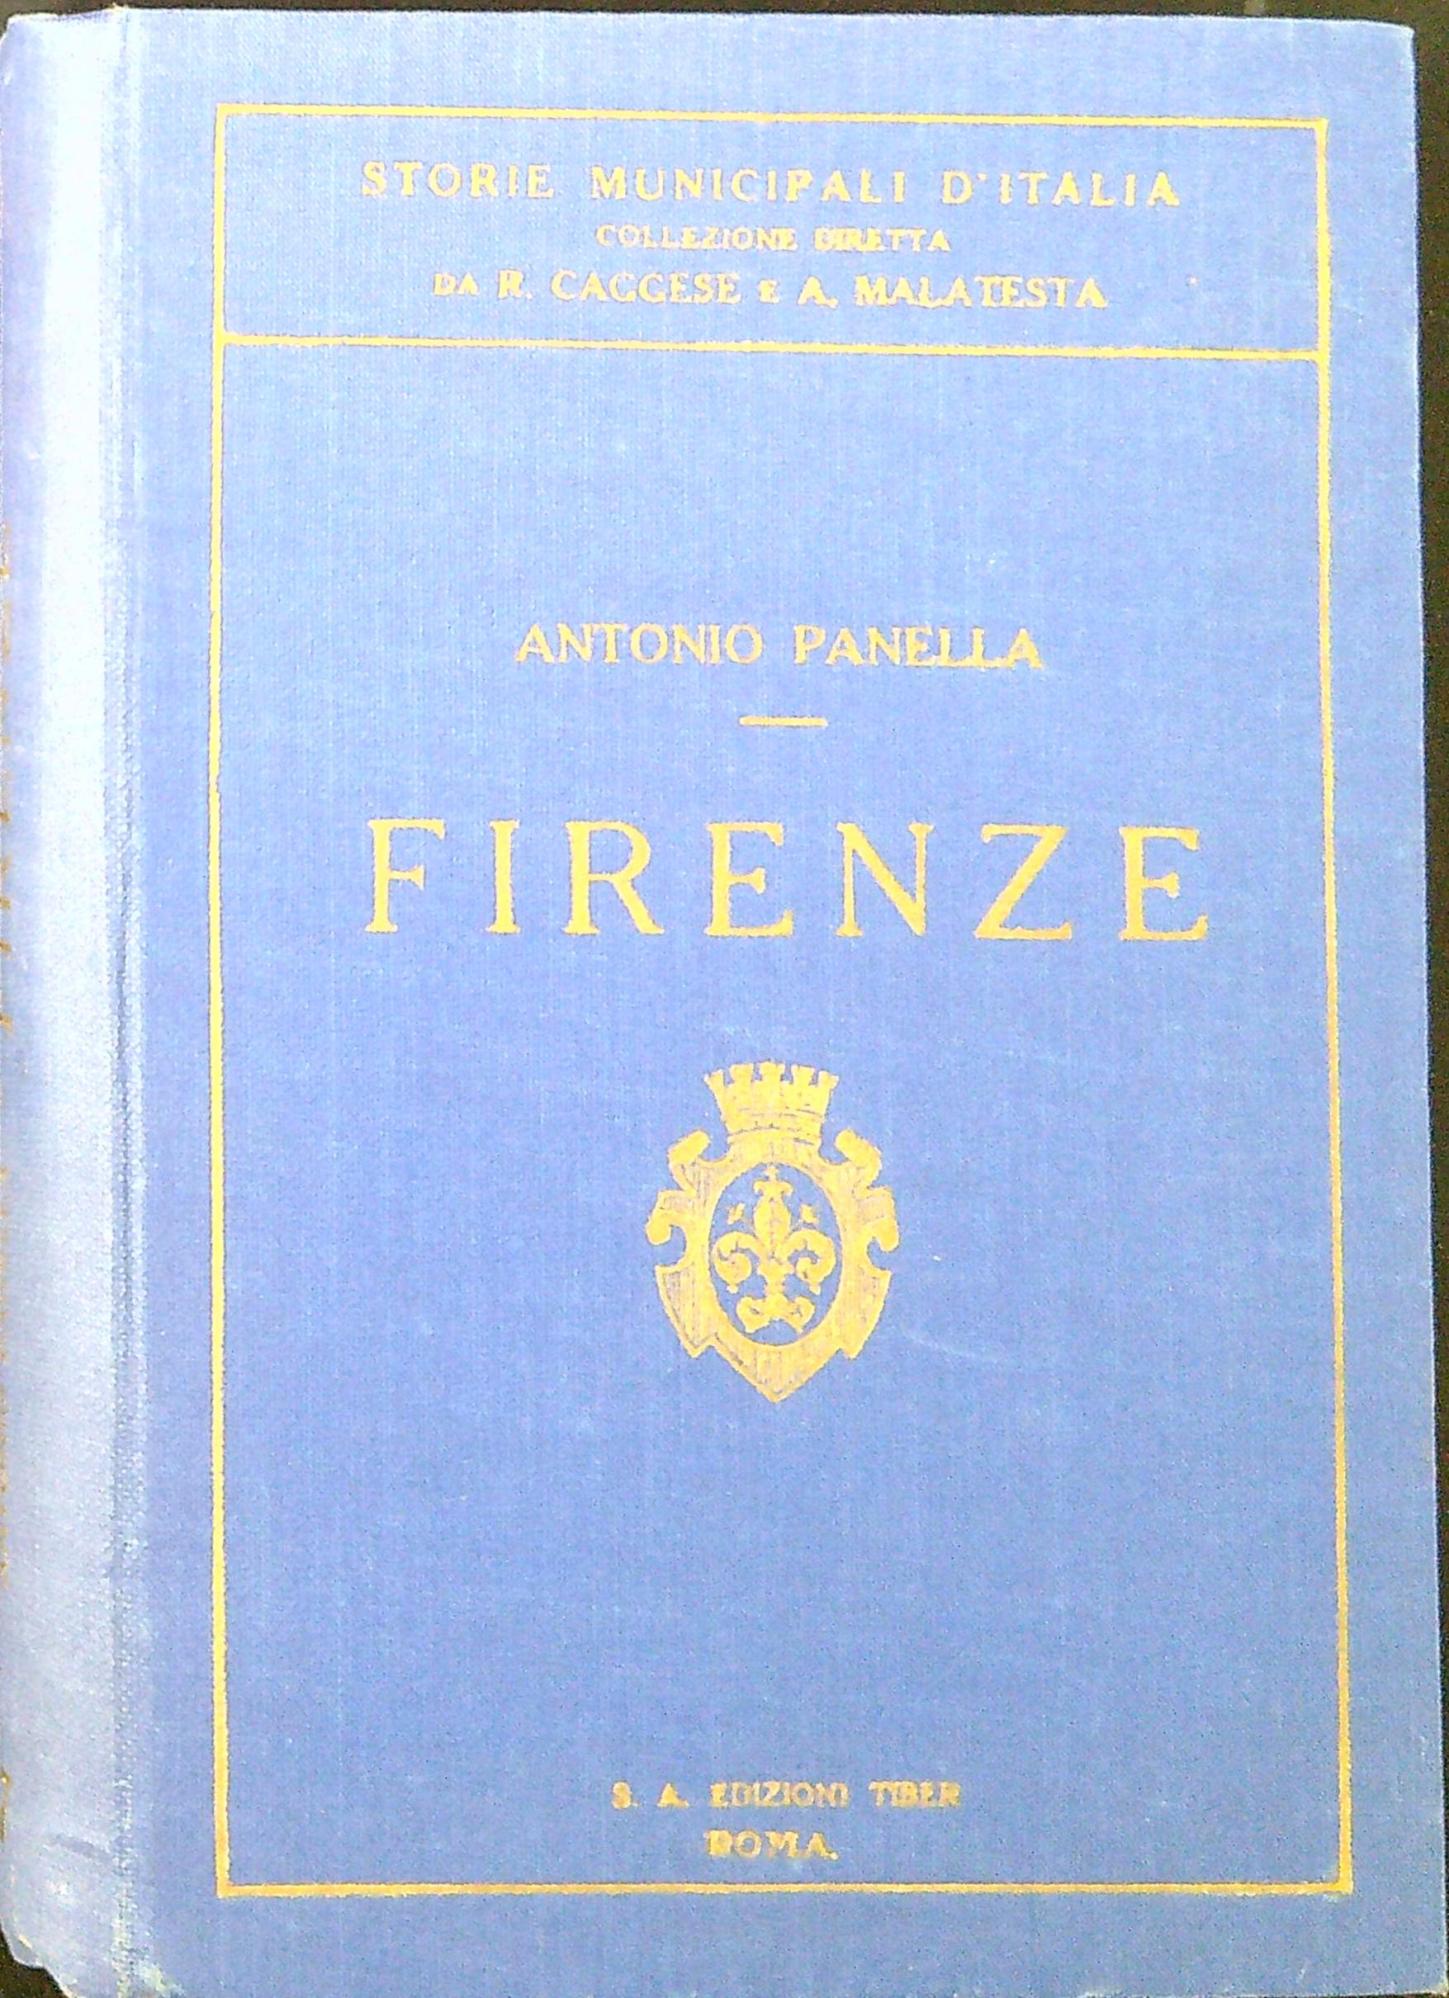 STORIE MUNICIPALI D'ITALIA
COLLEZIONE DIRETTA
DA R. CAGGESE E A. MALATESTA
ANTONIO PANELLA
FIRENZE
S. A. EDIZIONI TIBER
ROMA.